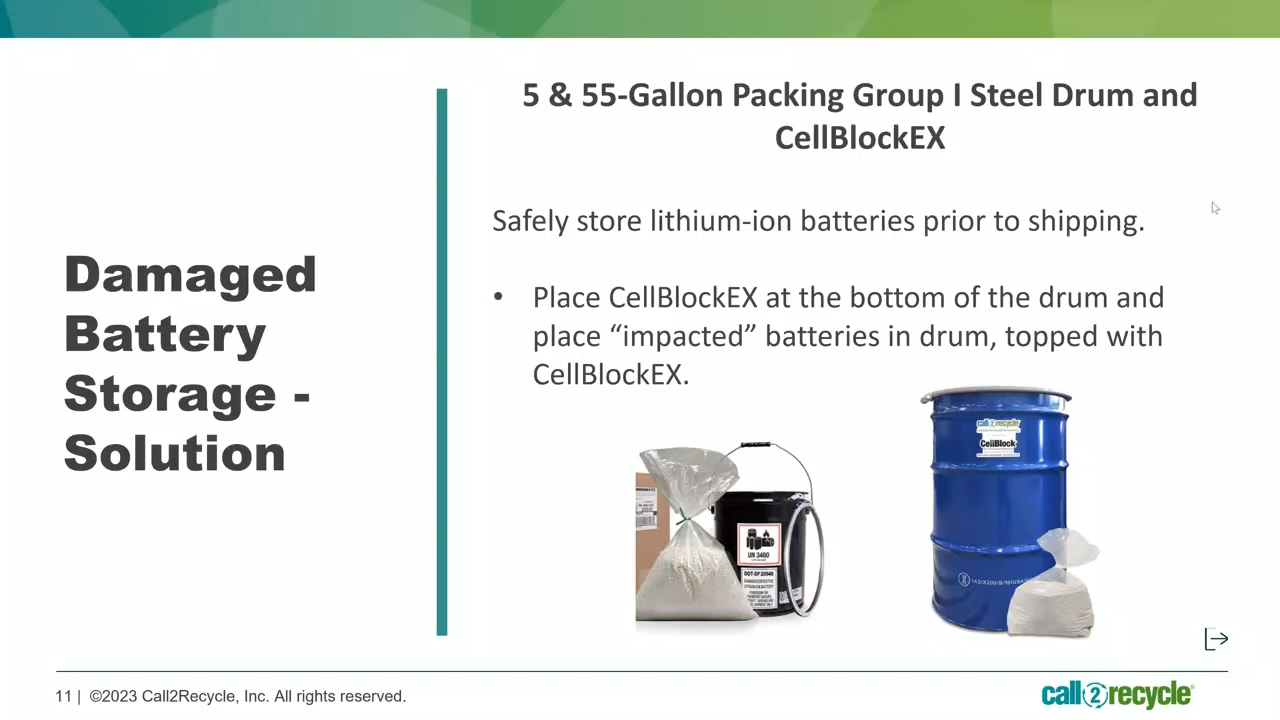 5 & 55-Gallon Packing Group I Steel Drum and
CellBlockEX
Damaged
Battery
Storage -
Solution
Safely store lithium-ion batteries prior to shipping.
• Place CellBlockEX at the bottom of the drum and
place “impacted” batteries in drum, topped with
CellBlockEX.
call2recycle
CellBlock
UN 3480
DOT-SP 20549
11 | ©2023 Call2Recycle, Inc. All rights reserved.
call2recycle®